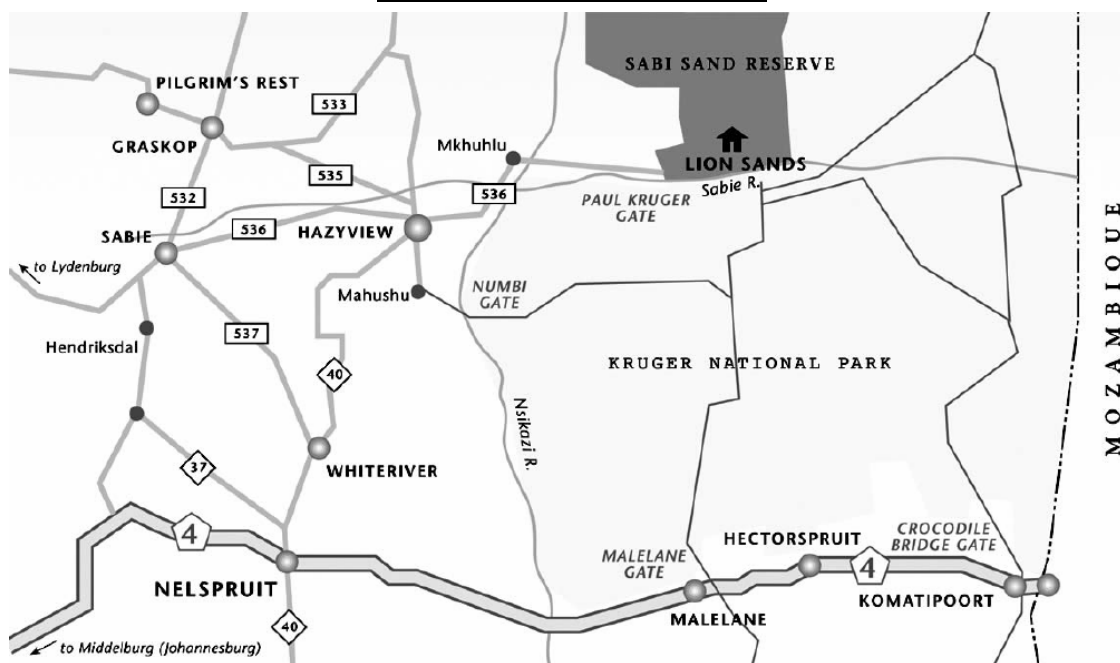 SABI SAND RESERVE
PILGRIM'S REST
533
GRASKOP
Mkhuhlu
LION SANDS
535
Sabie R.
532
536
PAUL KRUGER
GATE
536
HAZYVIEW
SABIE
to Lydenburg
Mahushu
NUMBI
GATE
MOZAMBIQUE
537
Hendriksdal
KRUGER NATIONAL PARK
40
Nsikazi R.
37
WHITERIVER
4
HECTORSPRUIT
CROCODILE
BRIDGE GATE
MALELANE
GATE
4
NELSPRUIT
KOMATIPOORT
MALELANE
40
to Middelburg (Johannesburg)